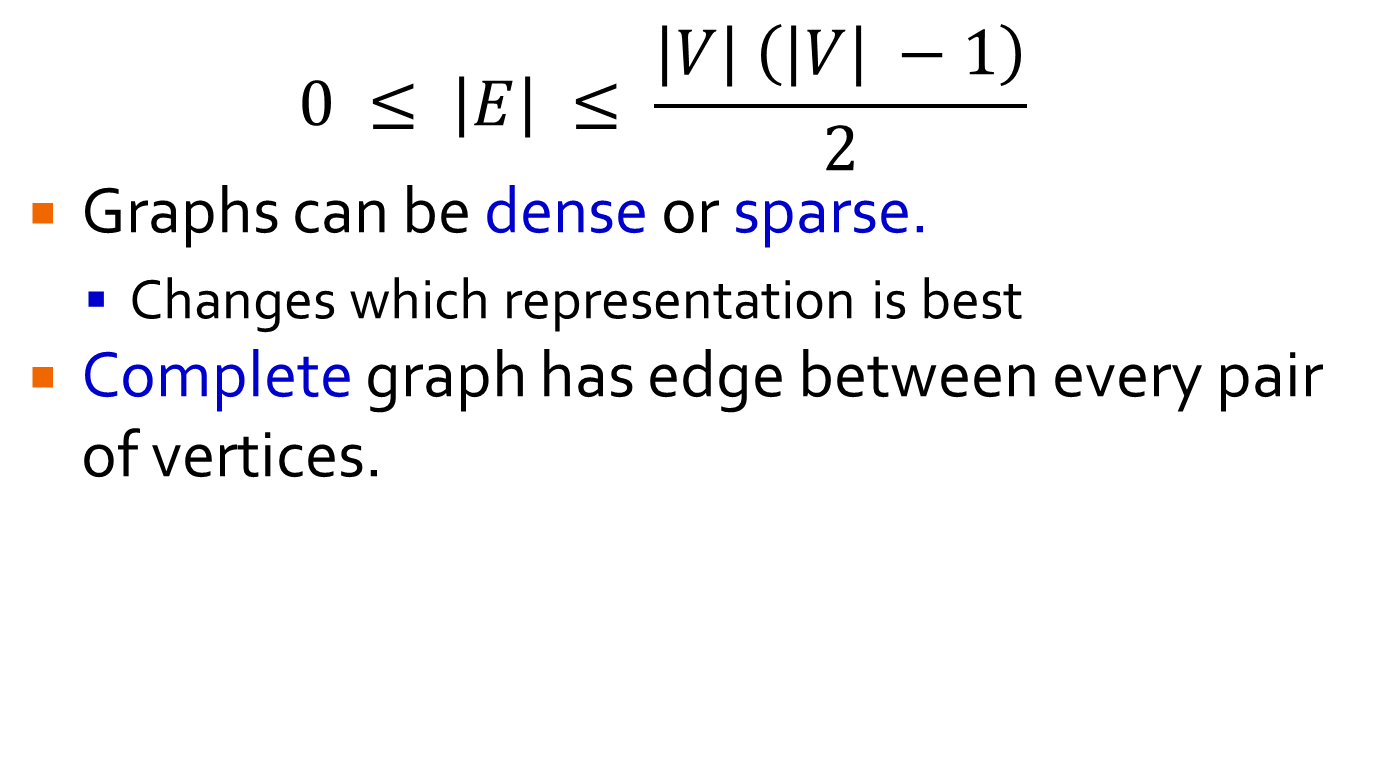 0 ≤ |E| ≤ |V| (|V| − 1) / 2
Graphs can be dense or sparse.
Changes which representation is best
Complete graph has edge between every pair
of vertices.